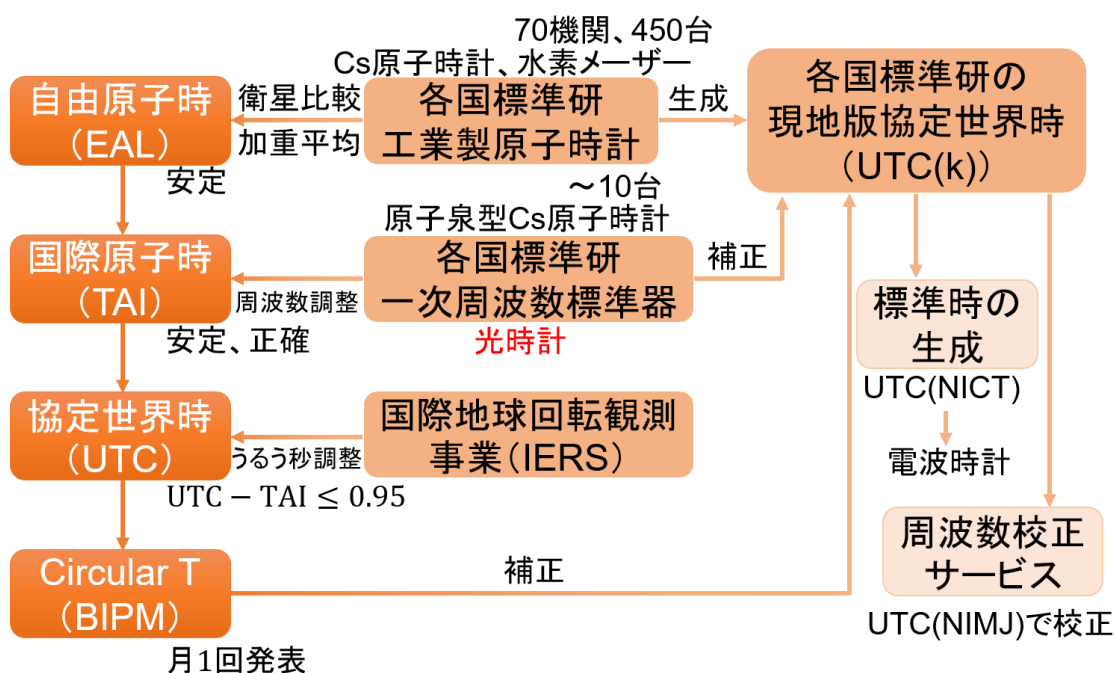 70機関、450台
Cs原子時計、水素メーザー
自由原子時
(EAL)
衛星比較
加重平均
各国標準研
工業製原子時計
生成
各国標準研の
現地版協定世界時
(UTC(k))
安定
～10台
原子泉型Cs原子時計
国際原子時
(TAI)
周波数調整
各国標準研
一次周波数標準器
補正
安定、正確
光時計
標準時の
生成
UTC(NICT)
電波時計
協定世界時
(UTC)
うるう秒調整
国際地球回転観測
事業(IERS)
UTC − TAI ≤ 0.95
周波数校正
サービス
UTC(NIMJ)で校正
Circular T
(BIPM)
補正
月1回発表